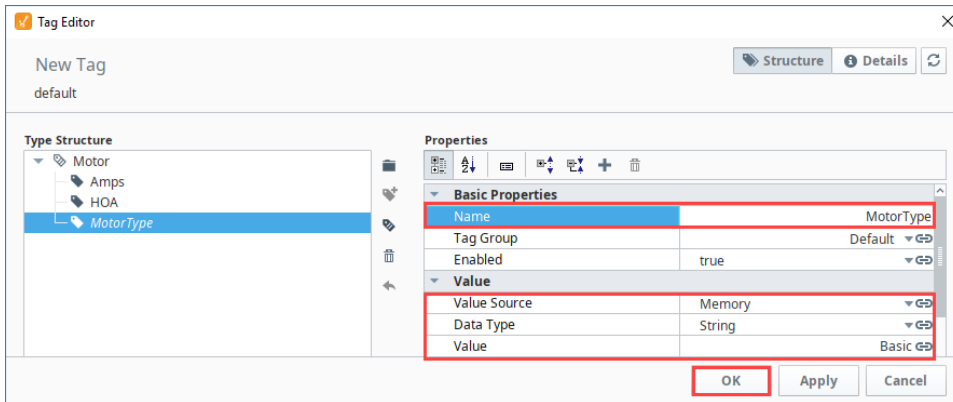 Tag Editor
New Tag
Structure
Details
default
Type Structure
Motor
Amps
HOA
MotorType
Properties
Basic Properties
Name MotorType
Tag Group Default
Enabled true
Value
Value Source Memory
Data Type String
Value Basic
OK Apply Cancel